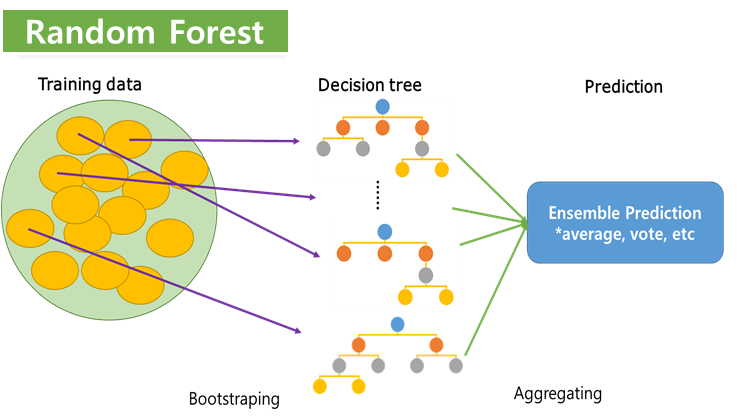 Random Forest
Training data
Decision tree
Prediction
Ensemble Prediction
*average, vote, etc
Bootstraping
Aggregating